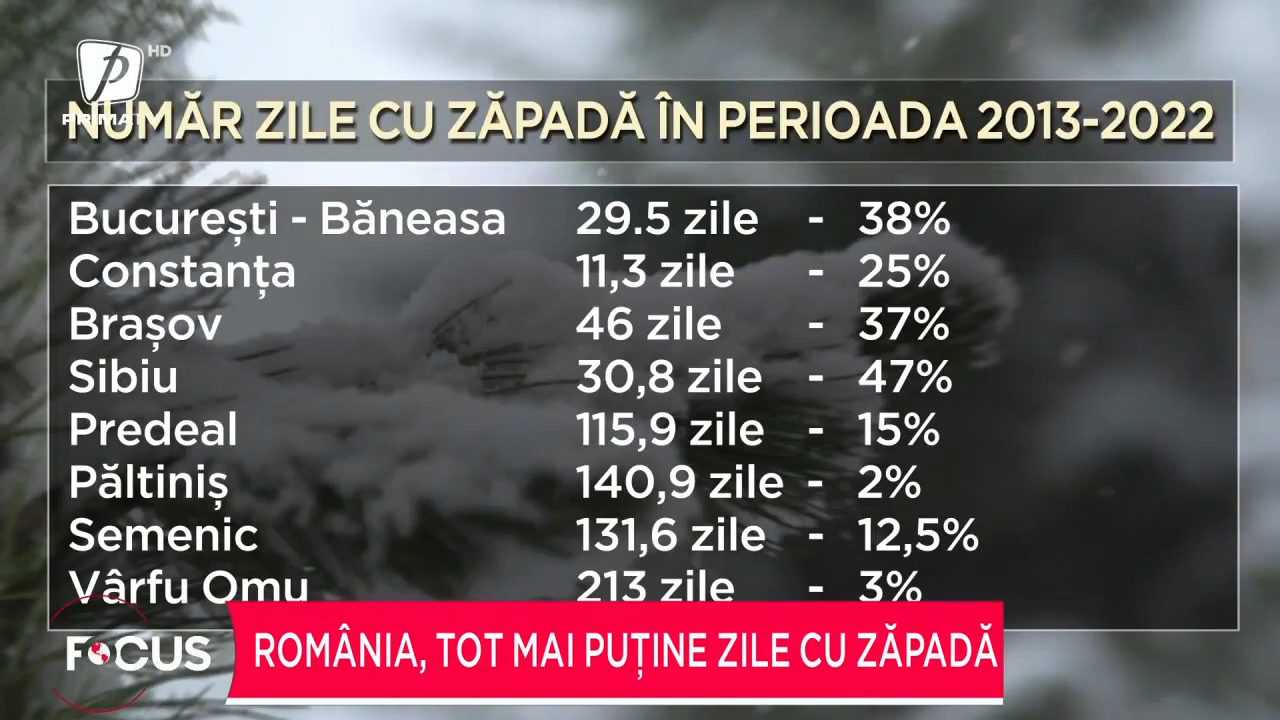 HD
PRIMA
NUMĂR ZILE CU ZĂPADĂ ÎN PERIOADA 2013-2022
București - Băneasa 29.5 zile - 38%
Constanța 11,3 zile - 25%
Brașov 46 zile - 37%
Sibiu 30,8 zile - 47%
Predeal 115,9 zile - 15%
Păltiniș 140,9 zile - 2%
Semenic 131,6 zile - 12,5%
Vârfu Omu 213 zile - 3%
FOCUS
ROMÂNIA, TOT MAI PUȚINE ZILE CU ZĂPADĂ